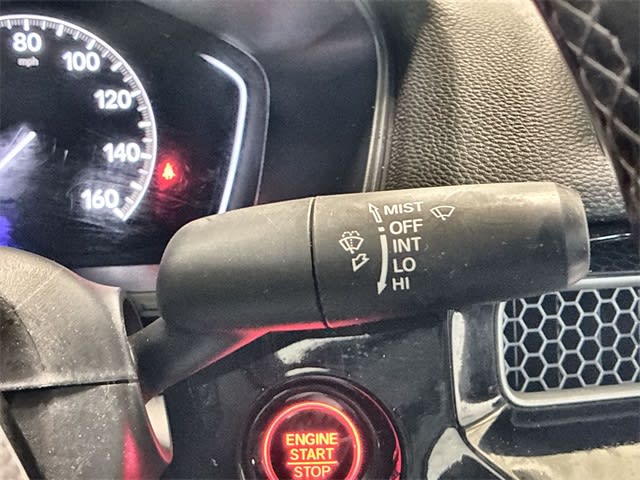 80
mph
100
120
140
160
MIST
OFF
INT
LO
HI
ENGINE
START
STOP